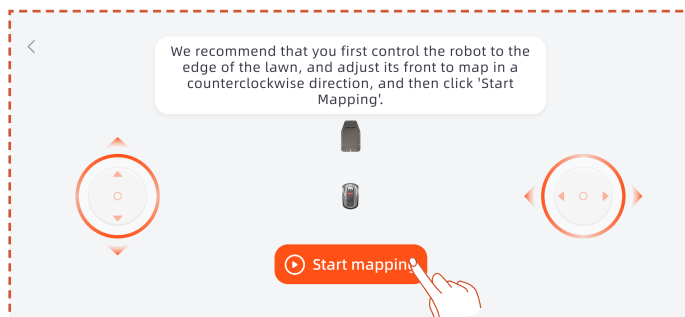 We recommend that you first control the robot to the
edge of the lawn, and adjust its front to map in a
counterclockwise direction, and then click 'Start
Mapping'.
Start mapping